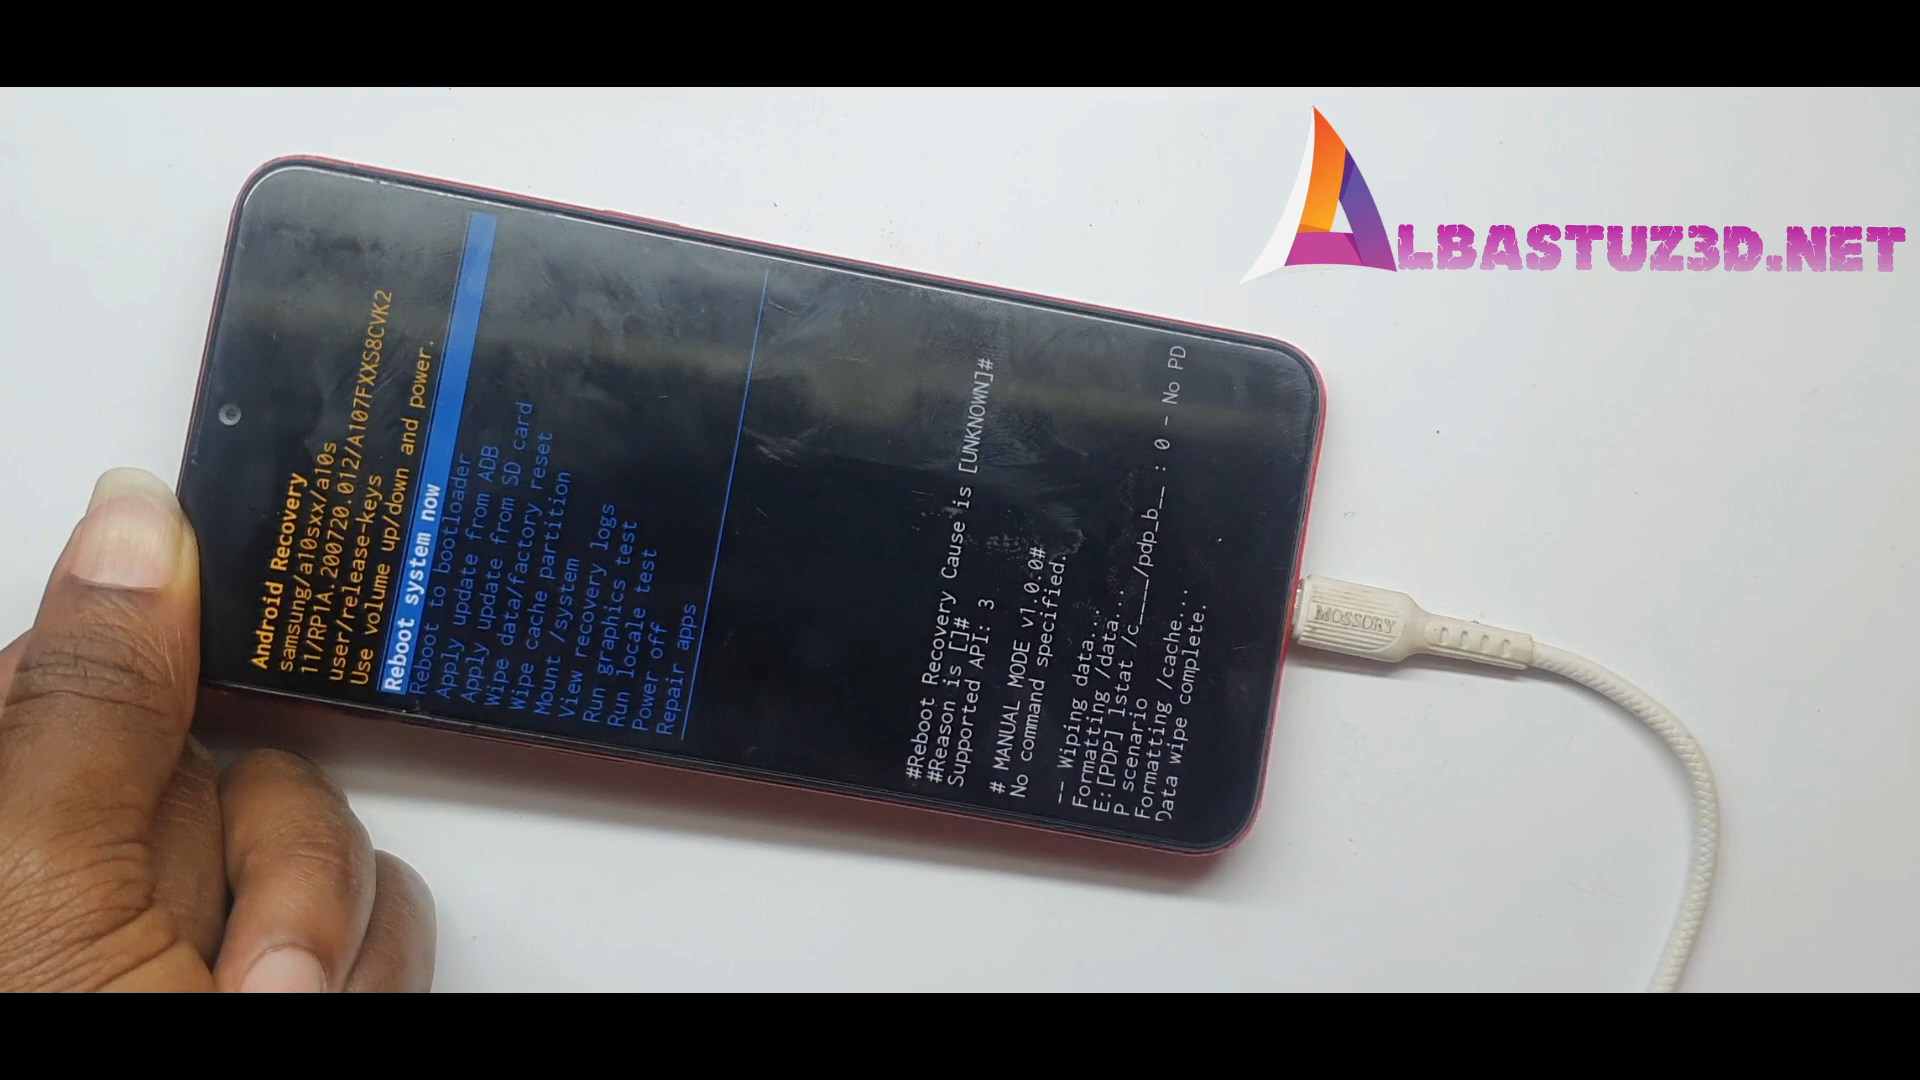 Android Recovery
samsung/a10sxx/a10s
11/RP1A.200720.012/A107FXXS8CVK2
user/release-keys
Use volume up/down and power.
Reboot system now
Reboot to bootloader
Apply update from ADB
Apply update from SD card
Wipe data/factory reset
Wipe cache partition
Mount /system
View recovery logs
Run graphics test
Run locale test
Power off
Repair apps
#Reboot Recovery Cause is [UNKNOWN]#
#Reason is []#
Supported API: 3
# MANUAL MODE v1.0.0#
No command specified.
-- Wiping data...
Formatting /data...
E:[PDP] lstat /c____/pdp_b__ : 0 - No PD
P scenario
Formatting /cache...
Data wipe complete.
ALBASTUZ3D.NET
MOSSORY